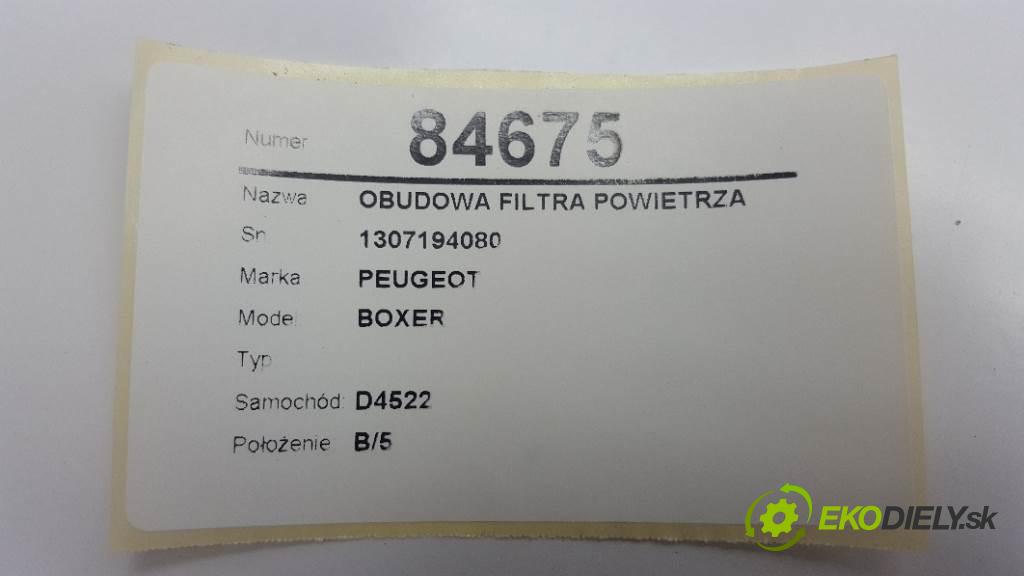 Numer 84675
Nazwa OBUDOWA FILTRA POWIETRZA
Sn 1307194080
Marka PEUGEOT
Model BOXER
Typ
Samochód: D4522
Położenie B/5
EKODIELY.sk